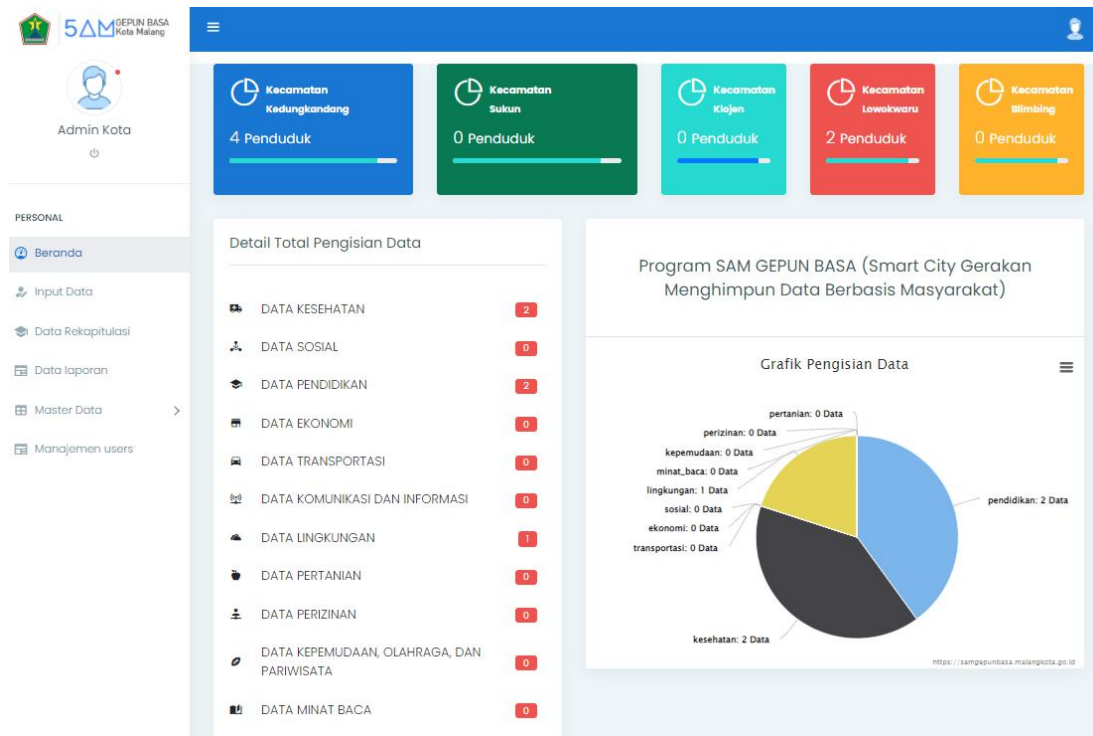 5AM GEPUN BASA
Kota Malang
Admin Kota
PERSONAL
Beranda
Input Data
Data Rekapitulasi
Data laporan
Master Data
Manajemen users
Kecamatan
Kedungkandang
4 Penduduk
Kecamatan
Sukun
0 Penduduk
Kecamatan
Klojen
0 Penduduk
Kecamatan
Lowokwaru
2 Penduduk
Kecamatan
Blimbing
0 Penduduk
Detail Total Pengisian Data
DATA KESEHATAN 2
DATA SOSIAL 0
DATA PENDIDIKAN 2
DATA EKONOMI 0
DATA TRANSPORTASI 0
DATA KOMUNIKASI DAN INFORMASI 0
DATA LINGKUNGAN 1
DATA PERTANIAN 0
DATA PERIZINAN 0
DATA KEPEMUDAAN, OLAHRAGA, DAN
PARIWISATA 0
DATA MINAT BACA 0
Program SAM GEPUN BASA (Smart City Gerakan
Menghimpun Data Berbasis Masyarakat)
Grafik Pengisian Data
pertanian: 0 Data
perizinan: 0 Data
kepemudaan: 0 Data
minat_baca: 0 Data
lingkungan: 1 Data
sosial: 0 Data
ekonomi: 0 Data
transportasi: 0 Data
pendidikan: 2 Data
kesehatan: 2 Data
https://samgepunbasa.malangkota.go.id